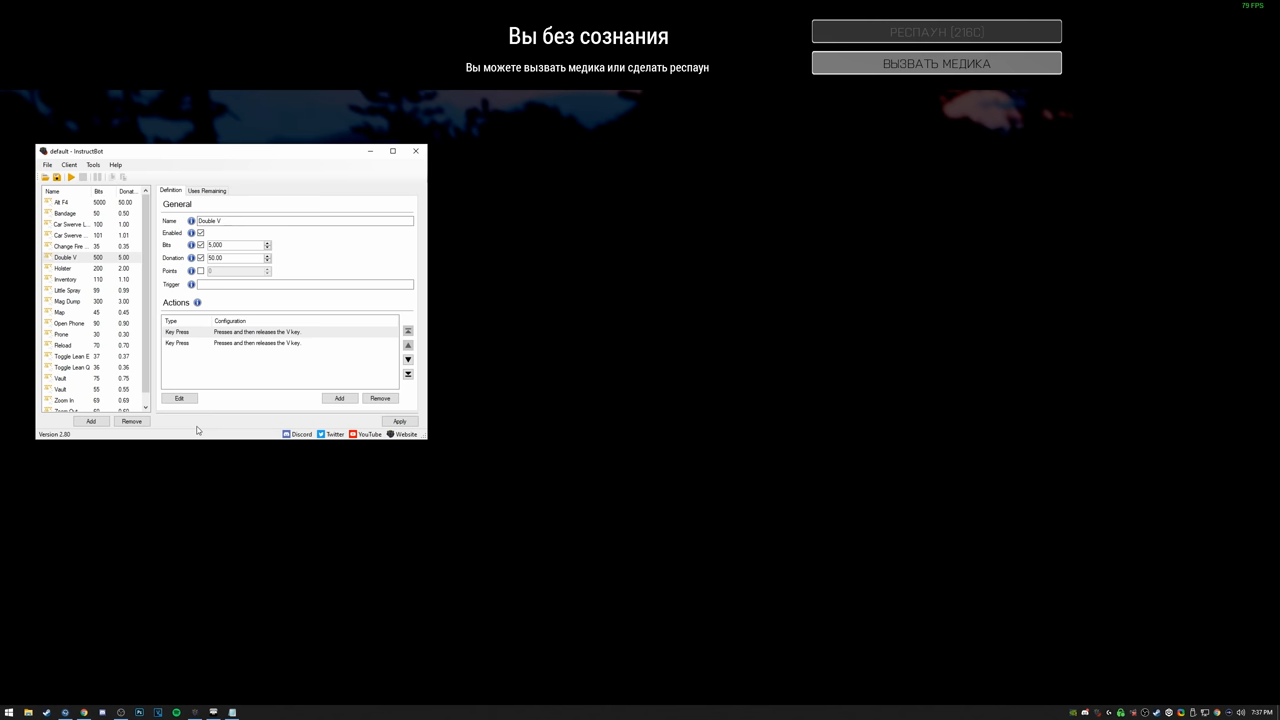 79 FPS
Вы без сознания
РЕСПАУН (216С)
Вы можете вызвать медика или сделать респаун
ВЫЗВАТЬ МЕДИКА
default - InstructBot
File Client Tools Help
Name Bits Donat...
Alt F4 5000 50.00
Bandage 50 0.50
Car Swerve L... 100 1.00
Car Swerve ... 101 1.01
Change Fire ... 35 0.35
Double V 500 5.00
Holster 200 2.00
Inventory 110 1.10
Little Spray 99 0.99
Mag Dump 300 3.00
Map 45 0.45
Open Phone 90 0.90
Prone 30 0.30
Reload 70 0.70
Toggle Lean E 37 0.37
Toggle Lean Q 36 0.36
Vault 75 0.75
Vault 55 0.55
Zoom In 69 0.69
Zoom Out 60 0.60
Add Remove
Definition Uses Remaining
General
Name Double V
Enabled
Bits 5,000
Donation 50.00
Points 0
Trigger
Actions
Type Configuration
Key Press Presses and then releases the V key.
Key Press Presses and then releases the V key.
Edit Add Remove
Apply
Version 2.80 Discord Twitter YouTube Website
7:37 PM